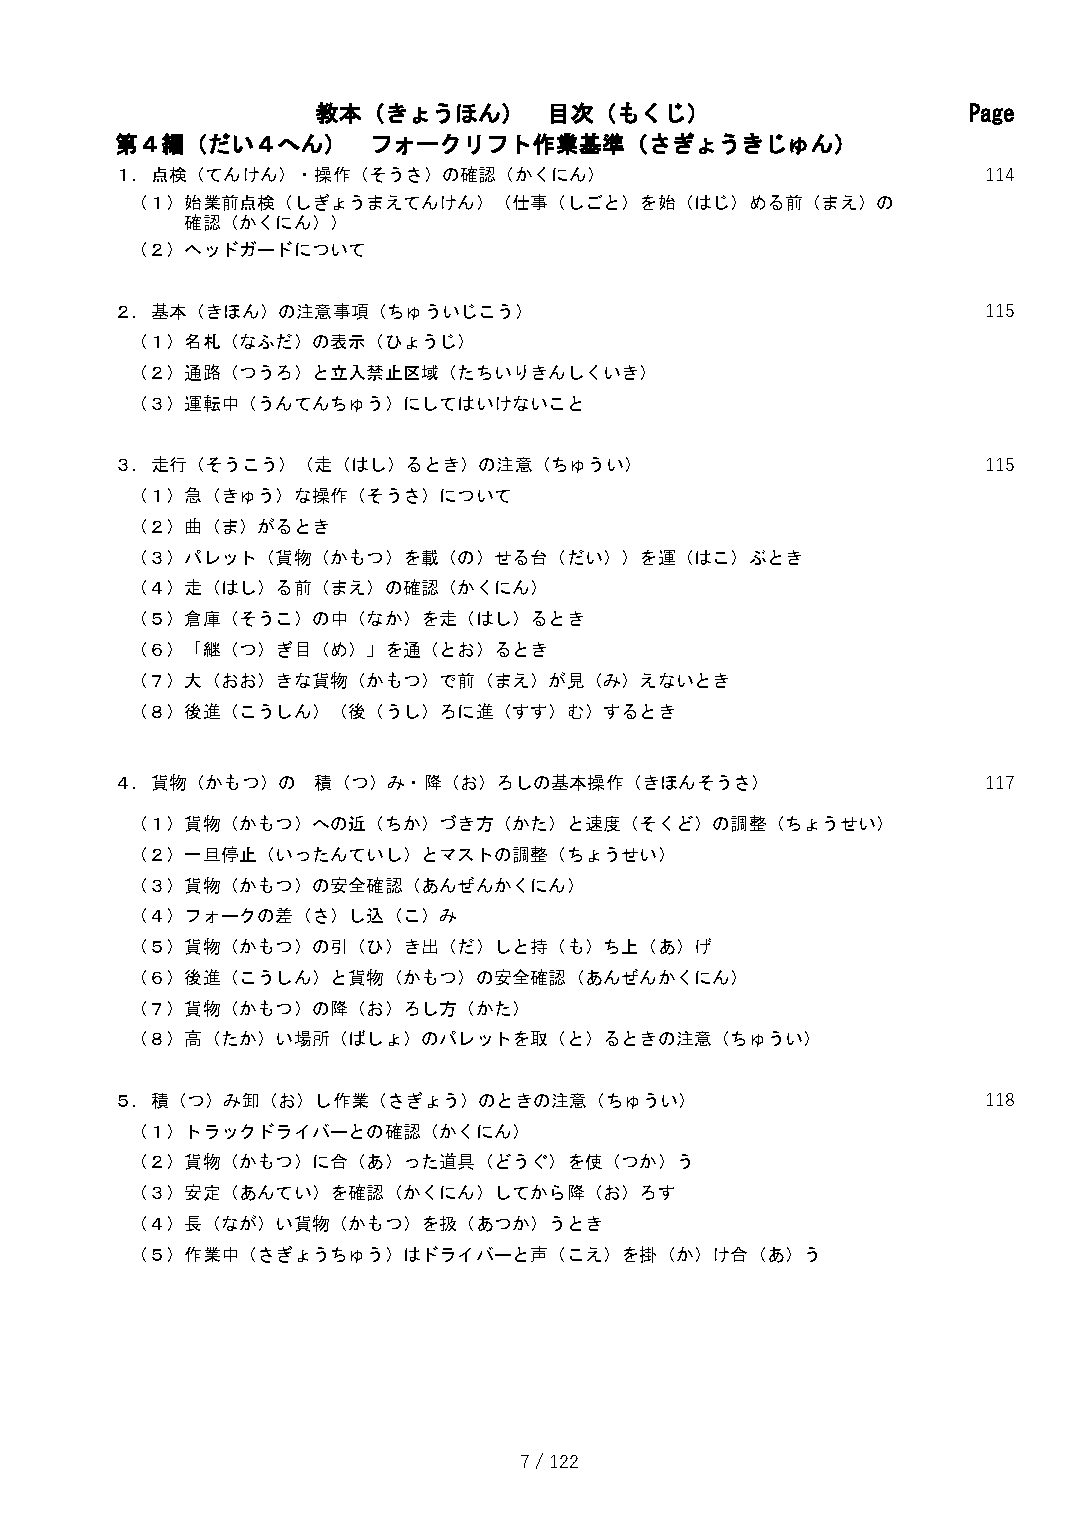 教本（きょうほん）　目次（もくじ）　Page
第４編（だい４へん）　フォークリフト作業基準（さぎょうきじゅん）
１．点検（てんけん）・操作（そうさ）の確認（かくにん）　114
（１）始業前点検（しぎょうまえてんけん）（仕事（しごと）を始（はじ）める前（まえ）の
確認（かくにん））
（２）ヘッドガードについて
２．基本（きほん）の注意事項（ちゅういじこう）　115
（１）名札（なふだ）の表示（ひょうじ）
（２）通路（つうろ）と立入禁止区域（たちいりきんしくいき）
（３）運転中（うんてんちゅう）にしてはいけないこと
３．走行（そうこう）（走（はし）るとき）の注意（ちゅうい）　115
（１）急（きゅう）な操作（そうさ）について
（２）曲（ま）がるとき
（３）パレット（貨物（かもつ）を載（の）せる台（だい））を運（はこ）ぶとき
（４）走（はし）る前（まえ）の確認（かくにん）
（５）倉庫（そうこ）の中（なか）を走（はし）るとき
（６）「継（つ）ぎ目（め）」を通（とお）るとき
（７）大（おお）きな貨物（かもつ）で前（まえ）が見（み）えないとき
（８）後進（こうしん）（後（うし）ろに進（すす）む）するとき
４．貨物（かもつ）の　積（つ）み・降（お）ろしの基本操作（きほんそうさ）　117
（１）貨物（かもつ）への近（ちか）づき方（かた）と速度（そくど）の調整（ちょうせい）
（２）一旦停止（いったんていし）とマストの調整（ちょうせい）
（３）貨物（かもつ）の安全確認（あんぜんかくにん）
（４）フォークの差（さ）し込（こ）み
（５）貨物（かもつ）の引（ひ）き出（だ）しと持（も）ち上（あ）げ
（６）後進（こうしん）と貨物（かもつ）の安全確認（あんぜんかくにん）
（７）貨物（かもつ）の降（お）ろし方（かた）
（８）高（たか）い場所（ばしょ）のパレットを取（と）るときの注意（ちゅうい）
５．積（つ）み卸（お）し作業（さぎょう）のときの注意（ちゅうい）　118
（１）トラックドライバーとの確認（かくにん）
（２）貨物（かもつ）に合（あ）った道具（どうぐ）を使（つか）う
（３）安定（あんてい）を確認（かくにん）してから降（お）ろす
（４）長（なが）い貨物（かもつ）を扱（あつか）うとき
（５）作業中（さぎょうちゅう）はドライバーと声（こえ）を掛（か）け合（あ）う
7 / 122